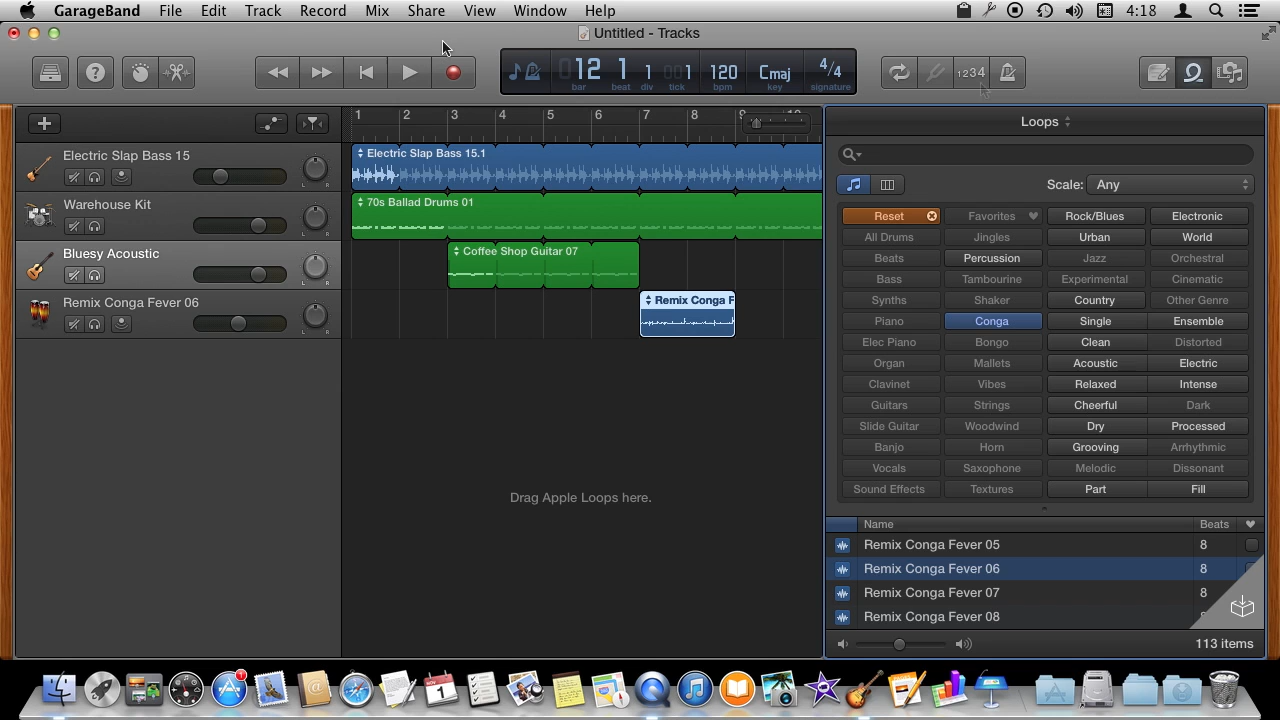 GarageBand File Edit Track Record Mix Share View Window Help 4:18
Untitled - Tracks
12 1 001 120 Cmaj 4/4
bar beat div tick bpm key signature
1234
1 2 3 4 5 6 7 8 9 10
Loops
Electric Slap Bass 15
L R
Electric Slap Bass 15.1
Scale: Any
Warehouse Kit
L R
70s Ballad Drums 01
Bluesy Acoustic
L R
Coffee Shop Guitar 07
Remix Conga Fever 06
L R
Remix Conga F
Drag Apple Loops here.
Reset Favorites Rock/Blues Electronic
All Drums Jingles Urban World
Beats Percussion Jazz Orchestral
Bass Tambourine Experimental Cinematic
Synths Shaker Country Other Genre
Piano Conga Single Ensemble
Elec Piano Bongo Clean Distorted
Organ Mallets Acoustic Electric
Clavinet Vibes Relaxed Intense
Guitars Strings Cheerful Dark
Slide Guitar Woodwind Dry Processed
Banjo Horn Grooving Arrhythmic
Vocals Saxophone Melodic Dissonant
Sound Effects Textures Part Fill
Name Beats
Remix Conga Fever 05 8
Remix Conga Fever 06 8
Remix Conga Fever 07 8
Remix Conga Fever 08 8
113 items
1
1